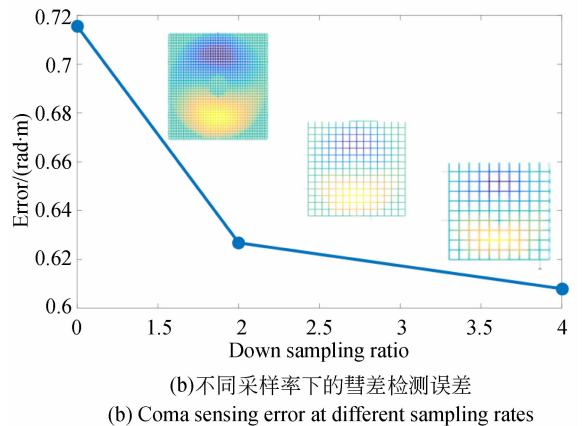 0.72
0.7
0.68
0.66
0.64
0.62
0.6
Error/(rad·m)
0 1.5 2 2.5 3 3.5 4
Down sampling ratio
(b)不同采样率下的彗差检测误差
(b) Coma sensing error at different sampling rates